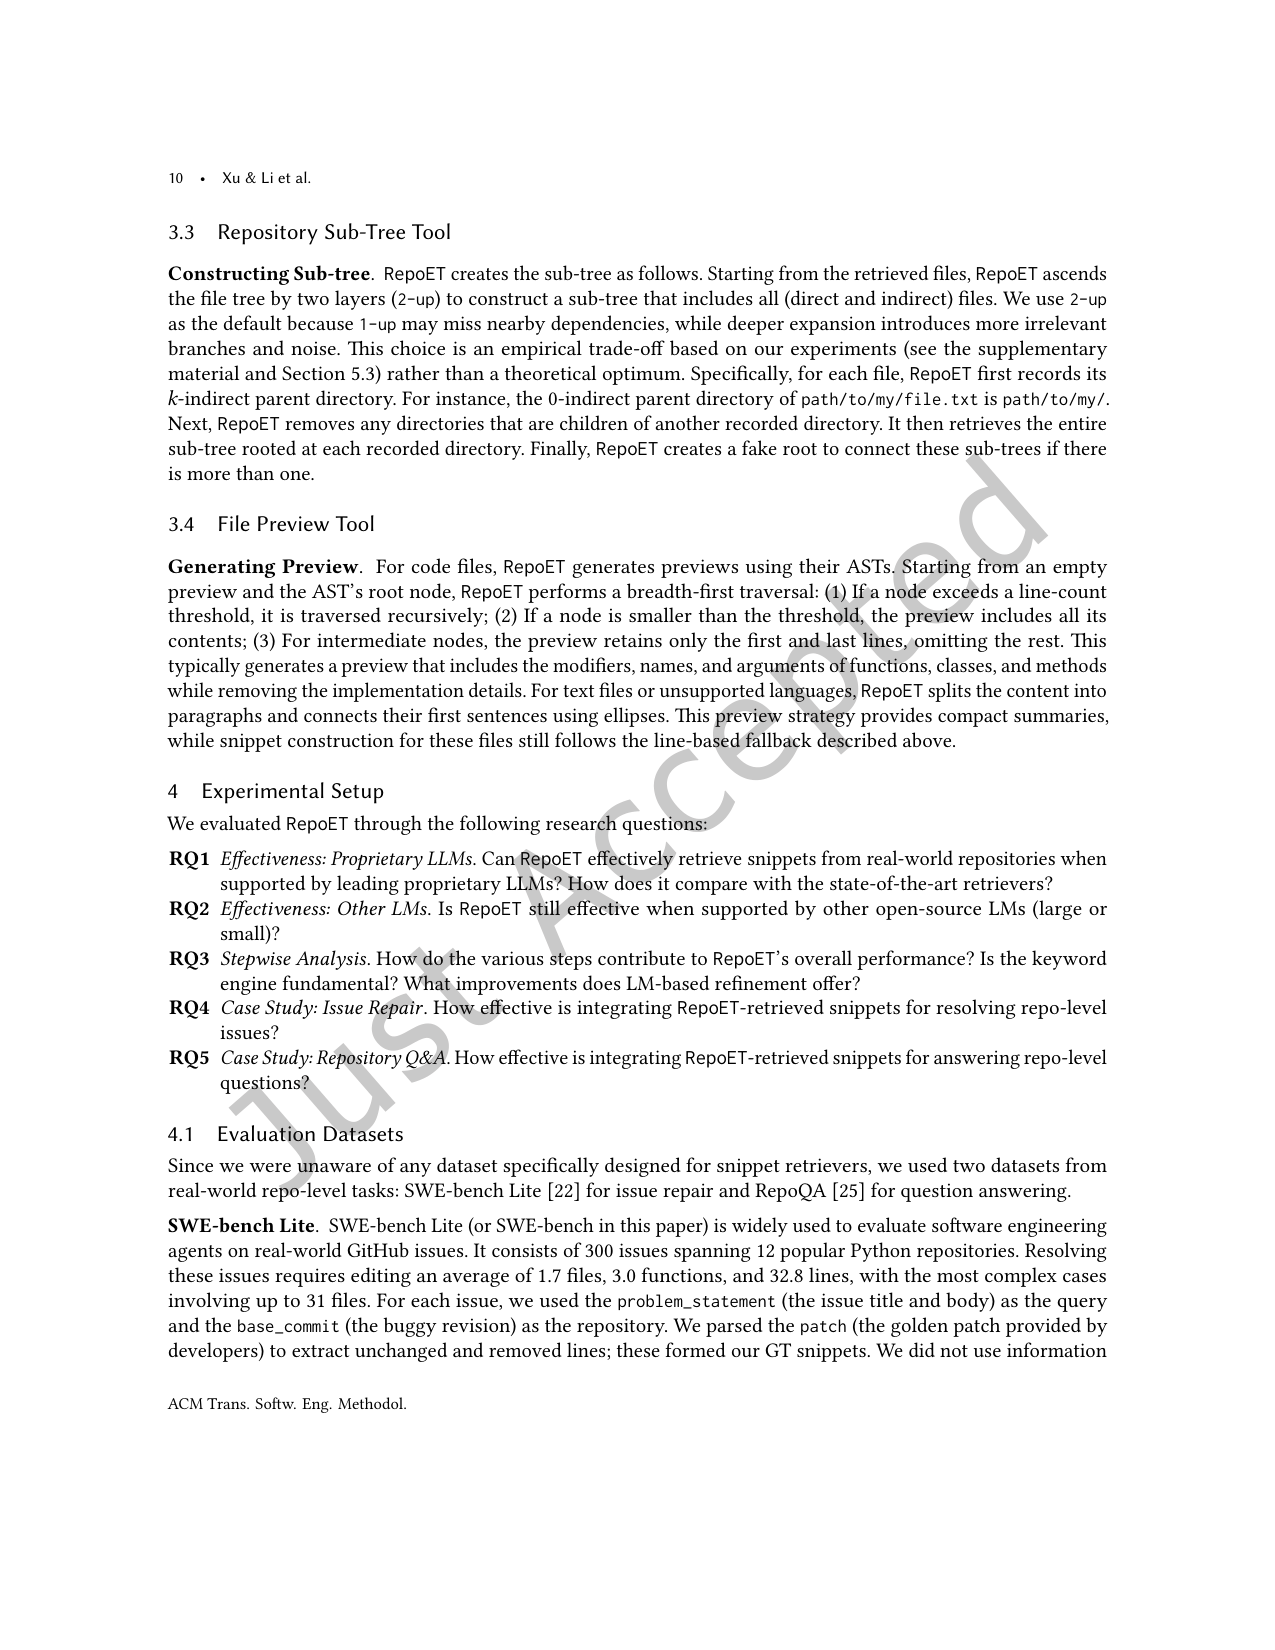 10 • Xu & Li et al.
3.3 Repository Sub-Tree Tool
Constructing Sub-tree. RepoET creates the sub-tree as follows. Starting from the retrieved files, RepoET ascends
the file tree by two layers (2-up) to construct a sub-tree that includes all (direct and indirect) files. We use 2-up
as the default because 1-up may miss nearby dependencies, while deeper expansion introduces more irrelevant
branches and noise. This choice is an empirical trade-off based on our experiments (see the supplementary
material and Section 5.3) rather than a theoretical optimum. Specifically, for each file, RepoET first records its
k-indirect parent directory. For instance, the 0-indirect parent directory of path/to/my/file.txt is path/to/my/.
Next, RepoET removes any directories that are children of another recorded directory. It then retrieves the entire
sub-tree rooted at each recorded directory. Finally, RepoET creates a fake root to connect these sub-trees if there
is more than one.
3.4 File Preview Tool
Generating Preview. For code files, RepoET generates previews using their ASTs. Starting from an empty
preview and the AST's root node, RepoET performs a breadth-first traversal: (1) If a node exceeds a line-count
threshold, it is traversed recursively; (2) If a node is smaller than the threshold, the preview includes all its
contents; (3) For intermediate nodes, the preview retains only the first and last lines, omitting the rest. This
typically generates a preview that includes the modifiers, names, and arguments of functions, classes, and methods
while removing the implementation details. For text files or unsupported languages, RepoET splits the content into
paragraphs and connects their first sentences using ellipses. This preview strategy provides compact summaries,
while snippet construction for these files still follows the line-based fallback described above.
4 Experimental Setup
We evaluated RepoET through the following research questions:
RQ1 Effectiveness: Proprietary LLMs. Can RepoET effectively retrieve snippets from real-world repositories when
supported by leading proprietary LLMs? How does it compare with the state-of-the-art retrievers?
RQ2 Effectiveness: Other LMs. Is RepoET still effective when supported by other open-source LMs (large or
small)?
RQ3 Stepwise Analysis. How do the various steps contribute to RepoET's overall performance? Is the keyword
engine fundamental? What improvements does LM-based refinement offer?
RQ4 Case Study: Issue Repair. How effective is integrating RepoET-retrieved snippets for resolving repo-level
issues?
RQ5 Case Study: Repository Q&A. How effective is integrating RepoET-retrieved snippets for answering repo-level
questions?
4.1 Evaluation Datasets
Since we were unaware of any dataset specifically designed for snippet retrievers, we used two datasets from
real-world repo-level tasks: SWE-bench Lite [22] for issue repair and RepoQA [25] for question answering.
SWE-bench Lite. SWE-bench Lite (or SWE-bench in this paper) is widely used to evaluate software engineering
agents on real-world GitHub issues. It consists of 300 issues spanning 12 popular Python repositories. Resolving
these issues requires editing an average of 1.7 files, 3.0 functions, and 32.8 lines, with the most complex cases
involving up to 31 files. For each issue, we used the problem_statement (the issue title and body) as the query
and the base_commit (the buggy revision) as the repository. We parsed the patch (the golden patch provided by
developers) to extract unchanged and removed lines; these formed our GT snippets. We did not use information
ACM Trans. Softw. Eng. Methodol.
Just Accepted